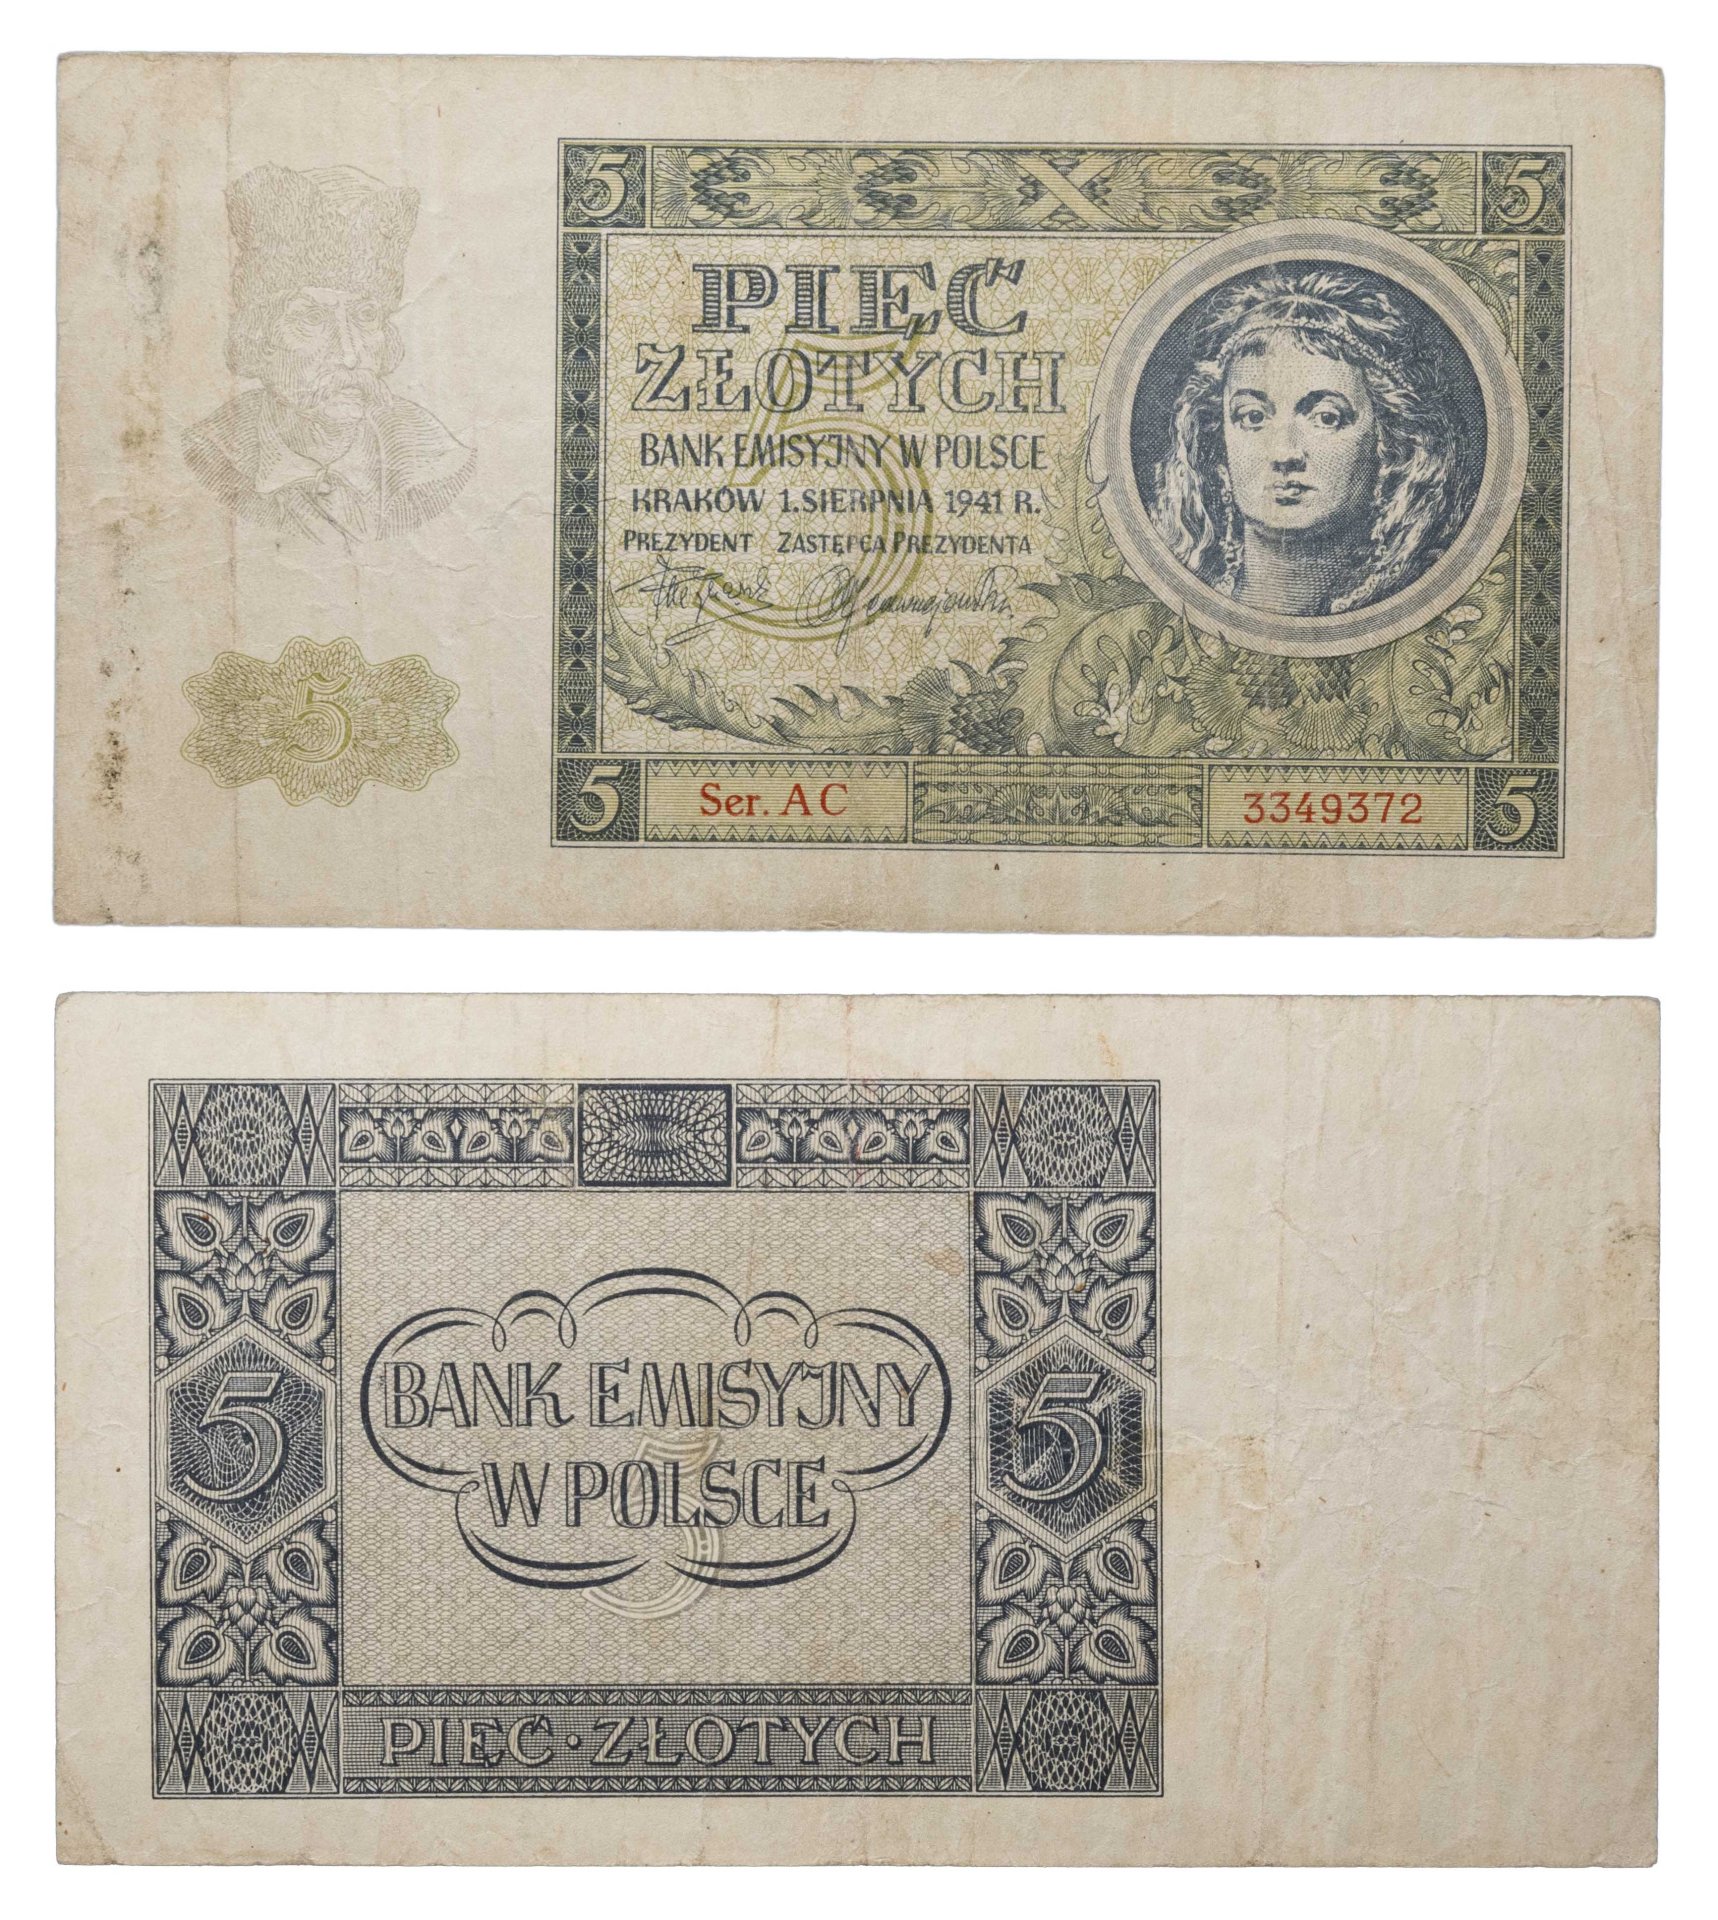 5 5
PIĘĆ
ZŁOTYCH
BANK EMISYJNY W POLSCE
KRAKÓW 1. SIERPNIA 1941 R.
PREZYDENT ZASTĘPCA PREZYDENTA
5
5
5 Ser. AC 3349372 5
BANK EMISYJNY
W POLSCE
5 5
5
PIĘĆ • ZŁOTYCH